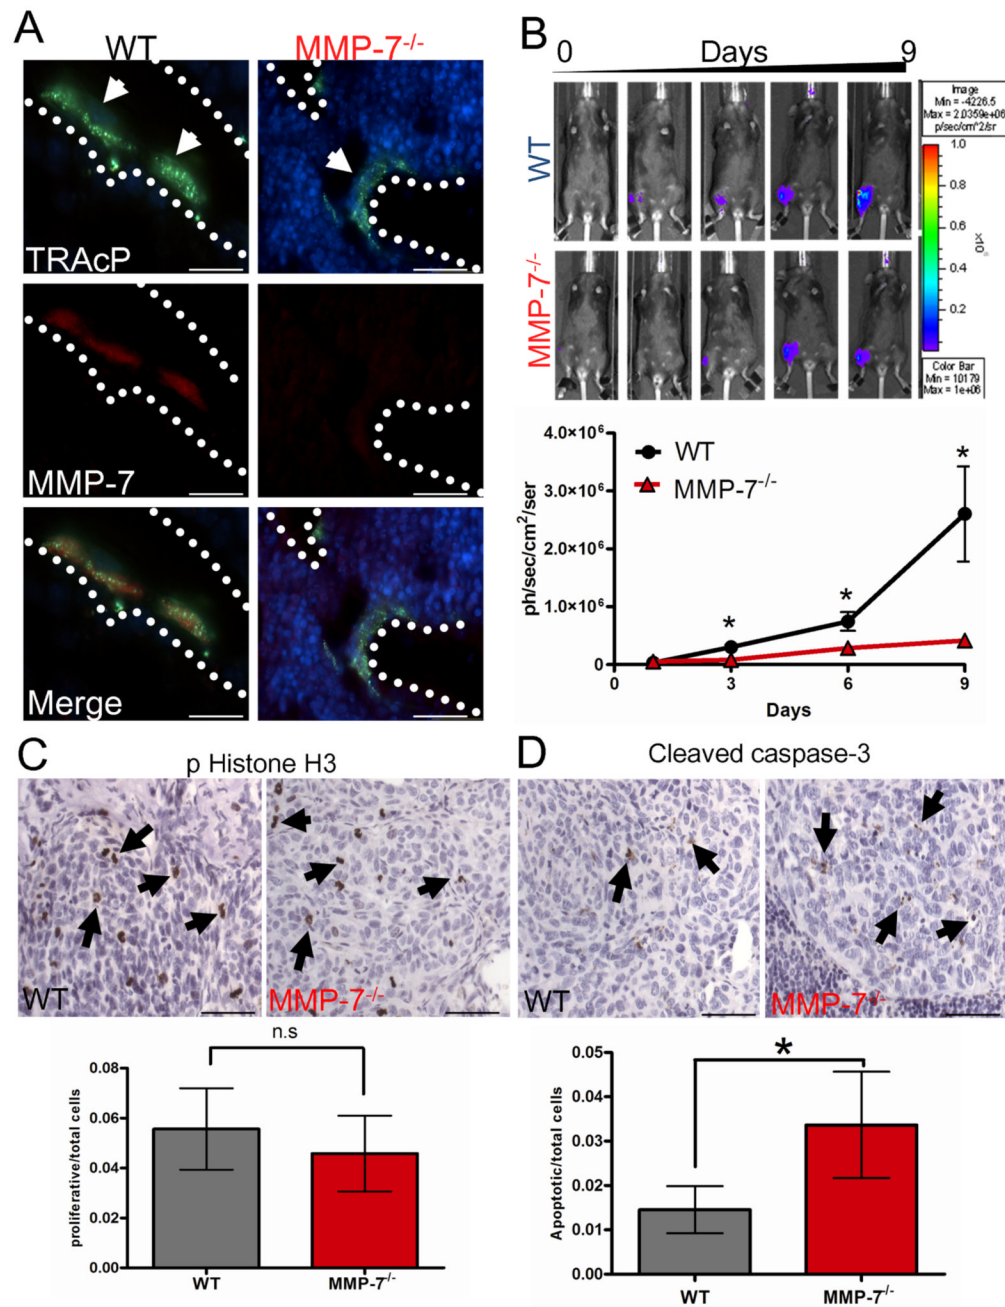 A
WT
MMP-7-/-
TRAcP
MMP-7
Merge
B
0 Days 9
WT
MMP-7-/-
Image
Min = -4226.5
Max = 2.0359e+06
p/sec/cm^2/sr
1.0
0.8
0.6
0.4
0.2
Color Bar
Min = 10179
Max = 1e+06
4.0×10⁶
3.0×10⁶
2.0×10⁶
1.0×10⁶
0
ph/sec/cm²/ser
WT
MMP-7-/-
*
*
*
0 3 6 9
Days
C
p Histone H3
WT
MMP-7-/-
n.s
0.08
0.06
0.04
0.02
0.00
proliferative/total cells
WT
MMP-7-/-
D
Cleaved caspase-3
WT
MMP-7-/-
*
0.05
0.04
0.03
0.02
0.01
0.00
Apoptotic/total cells
WT
MMP-7-/-